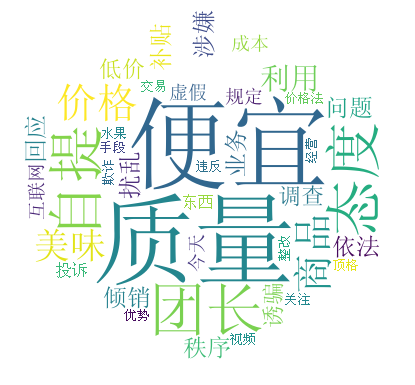 涉嫌
补贴
成本
低价
利用
交易
虚假
规定
价格法
价格
便宜
问题
回应
互联网
水果
手段
自提
扰乱
欺诈
违反
业务
经营
态度
质量
东西
调查
商品
依法
美味
今天
整改
投诉
顶格
倾销
团长
诱骗
关注
优势
秩序
视频